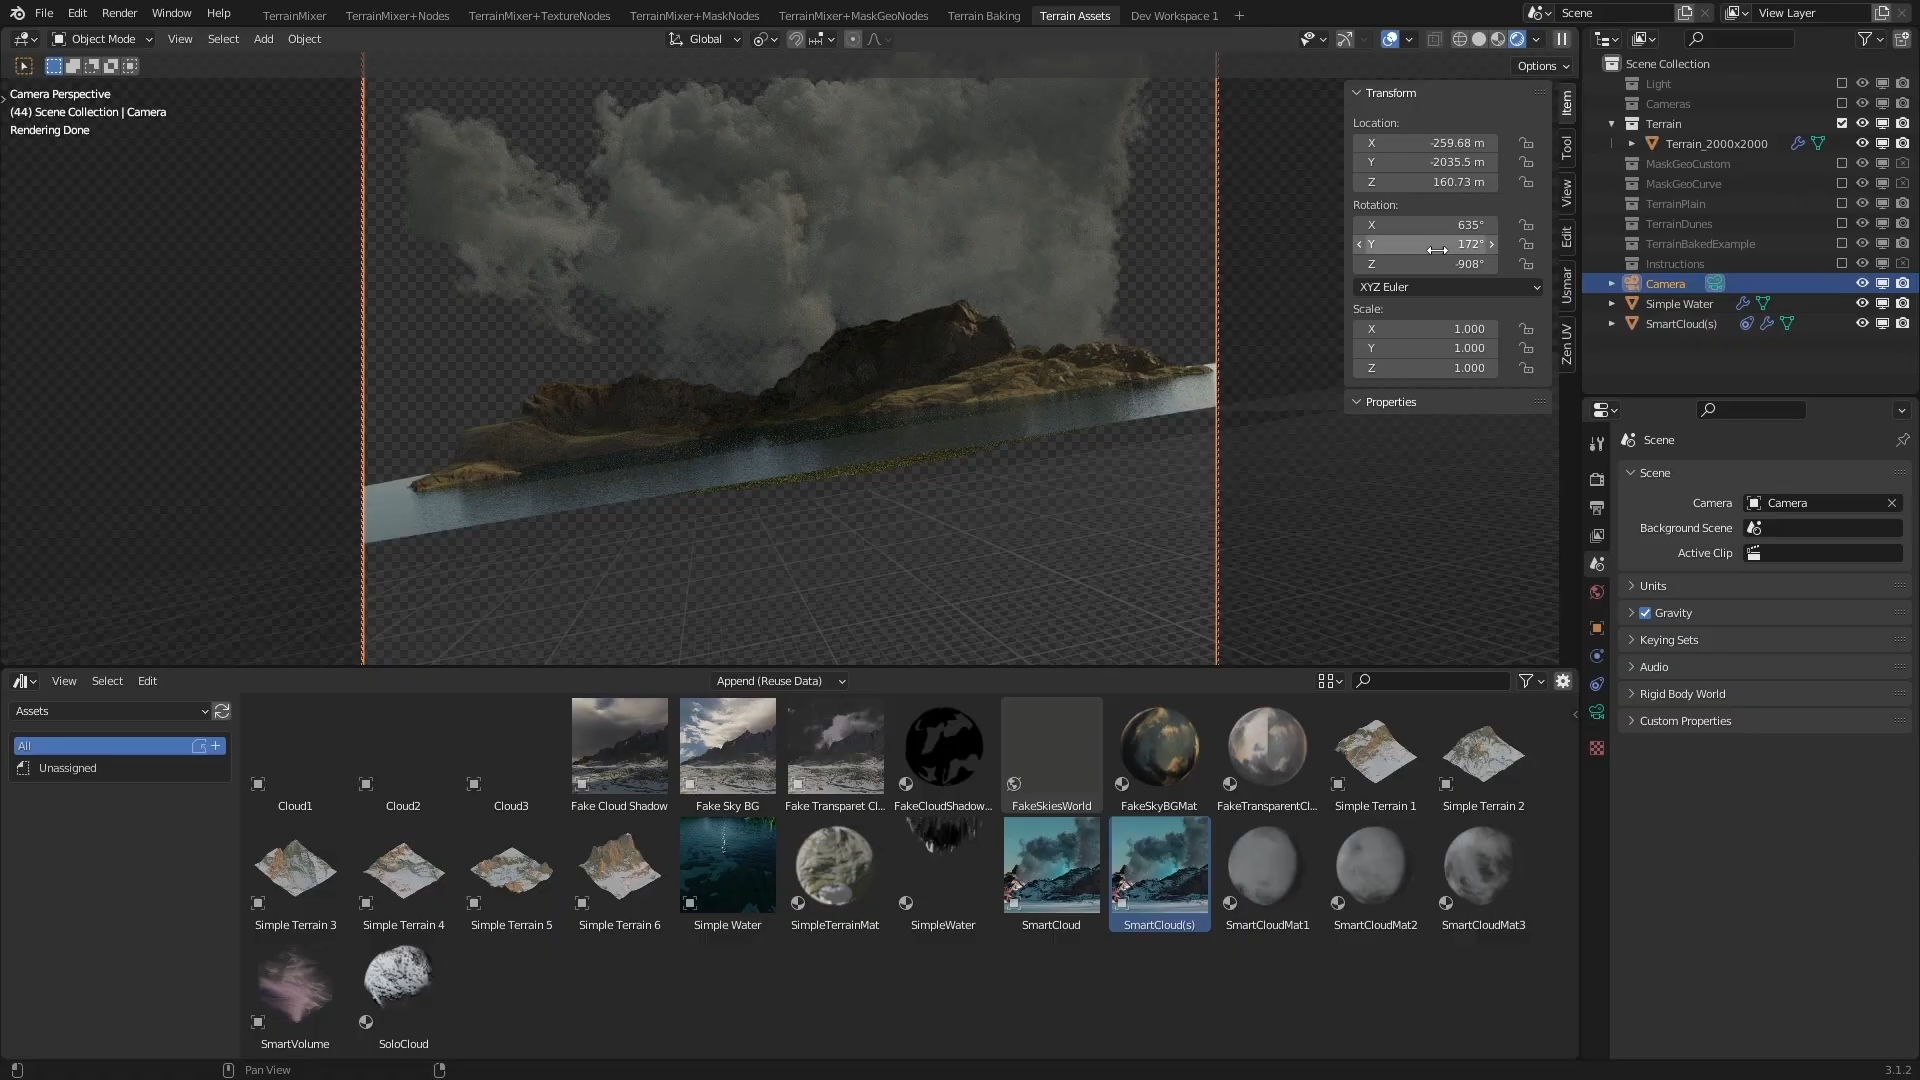 File Edit Render Window Help TerrainMixer TerrainMixer+Nodes TerrainMixer+TextureNodes TerrainMixer+MaskNodes TerrainMixer+MaskGeoNodes Terrain Baking Terrain Assets Dev Workspace 1 + Scene View Layer
Object Mode View Select Add Object Global
Options
Camera Perspective
(44) Scene Collection | Camera
Rendering Done
Transform
Location:
X -259.68 m
Y -2035.5 m
Z 160.73 m
Rotation:
X 635°
Y 172°
Z -908°
XYZ Euler
Scale:
X 1.000
Y 1.000
Z 1.000
Properties
Item
Tool
View
Edit
Usmar
Zen UV
Scene Collection
Light
Cameras
Terrain
Terrain_2000x2000
MaskGeoCustom
MaskGeoCurve
TerrainPlain
TerrainDunes
TerrainBakedExample
Instructions
Camera
Simple Water
SmartCloud(s)
Scene
Scene
Camera Camera
Background Scene
Active Clip
Units
Gravity
Keying Sets
Audio
Rigid Body World
Custom Properties
View Select Edit Append (Reuse Data)
Assets
All
Unassigned
Cloud1 Cloud2 Cloud3 Fake Cloud Shadow Fake Sky BG Fake Transparet Cl... FakeCloudShadow... FakeSkiesWorld FakeSkyBGMat FakeTransparentCl... Simple Terrain 1 Simple Terrain 2
Simple Terrain 3 Simple Terrain 4 Simple Terrain 5 Simple Terrain 6 Simple Water SimpleTerrainMat SimpleWater SmartCloud SmartCloud(s) SmartCloudMat1 SmartCloudMat2 SmartCloudMat3
SmartVolume SoloCloud
Pan View
3.1.2